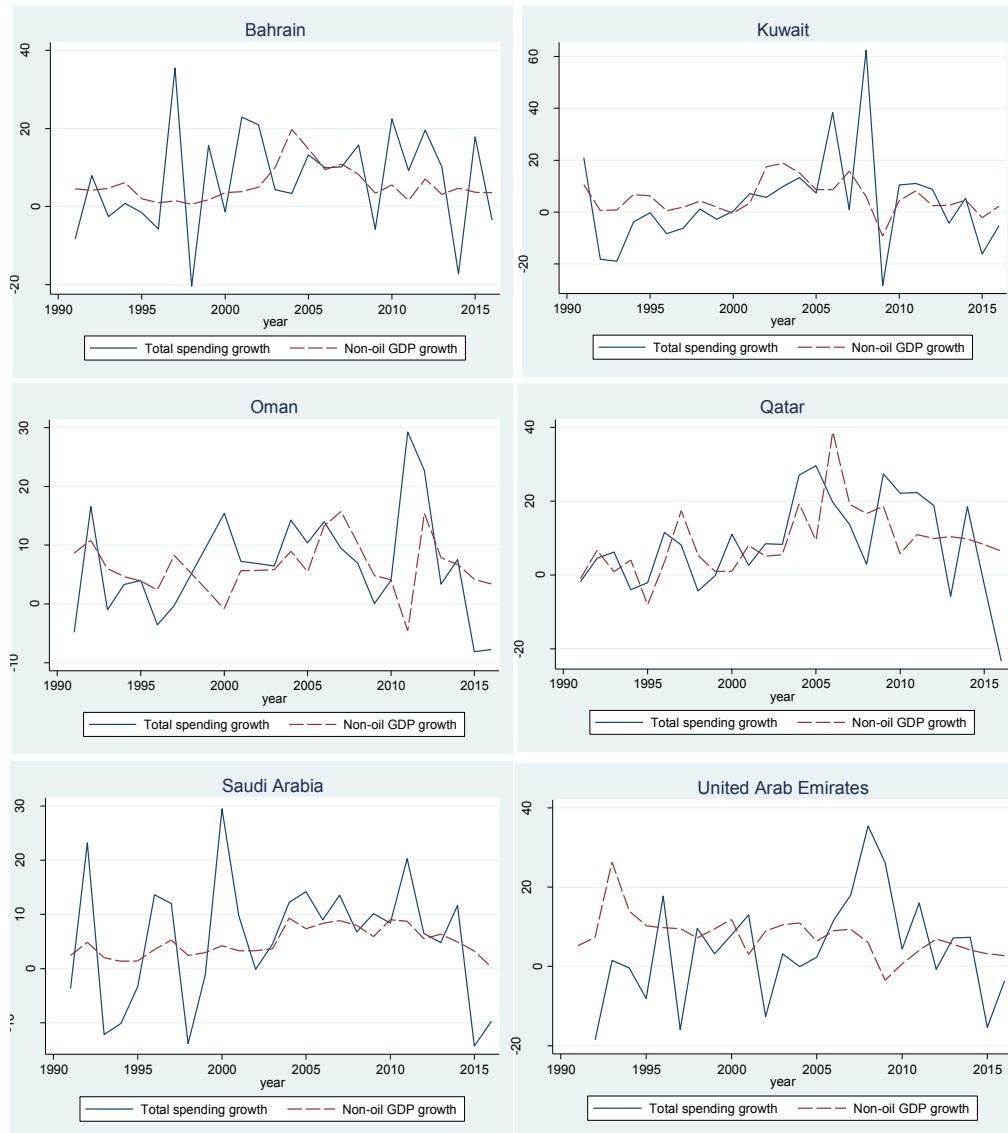 Bahrain
40
20
0
-20
1990 1995 2000 2005 2010 2015
year
Total spending growth Non-oil GDP growth
Kuwait
60
40
20
0
-20
1990 1995 2000 2005 2010 2015
year
Total spending growth Non-oil GDP growth
Oman
30
20
10
0
-10
1990 1995 2000 2005 2010 2015
year
Total spending growth Non-oil GDP growth
Qatar
40
20
0
-20
1990 1995 2000 2005 2010 2015
year
Total spending growth Non-oil GDP growth
Saudi Arabia
30
20
10
0
-10
1990 1995 2000 2005 2010 2015
year
Total spending growth Non-oil GDP growth
United Arab Emirates
40
20
0
-20
1990 1995 2000 2005 2010 2015
year
Total spending growth Non-oil GDP growth